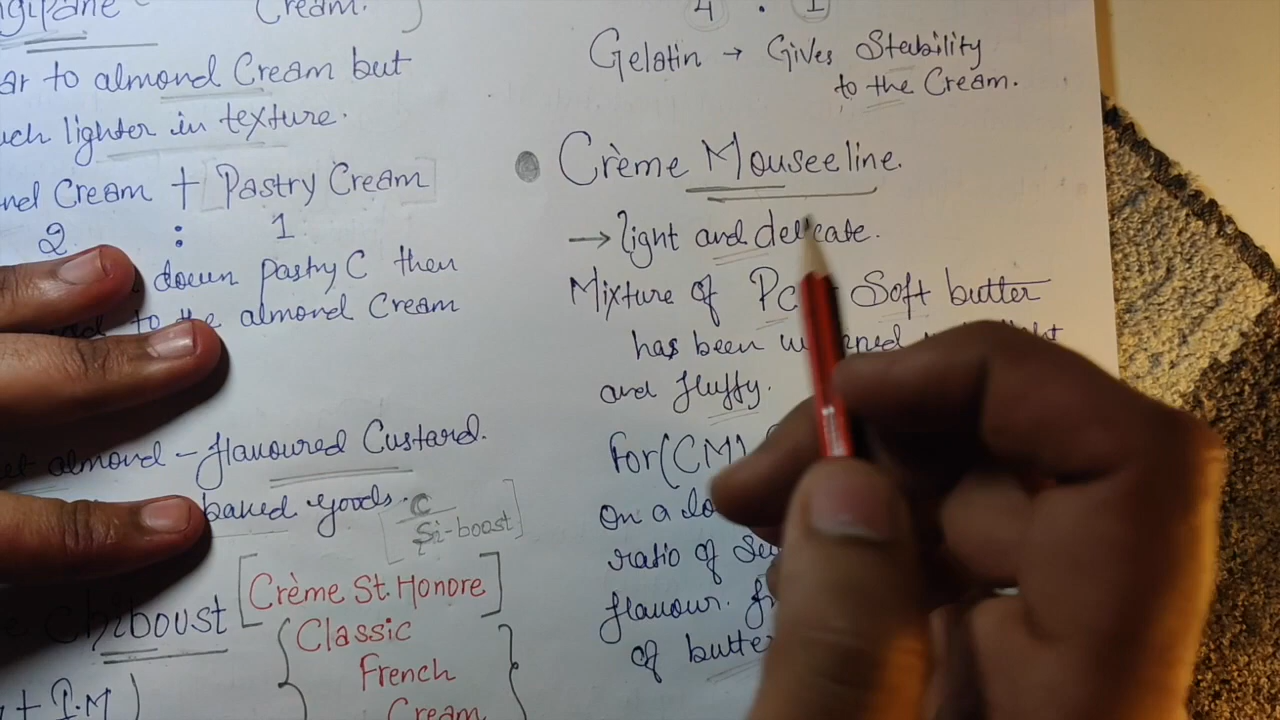 Cream.
ar to almond Cream but
uch lighter in texture.
Cream + Pastry Cream
2 : 1
down Pastry C then
to the almond Cream
almond - flavoured Custard.
baked goods.
C
Si-boost
Chiboust [Crème St. Honore]
Classic
French
Cream
+ P.M)
4 : 1
Gelatin → Gives Stability
to the Cream.
Crème Mouseeline.
→ light and delicate.
Mixture of PC Soft butter
has been
and fluffy.
For (CM)
on a
ratio of
flavour.
of butte